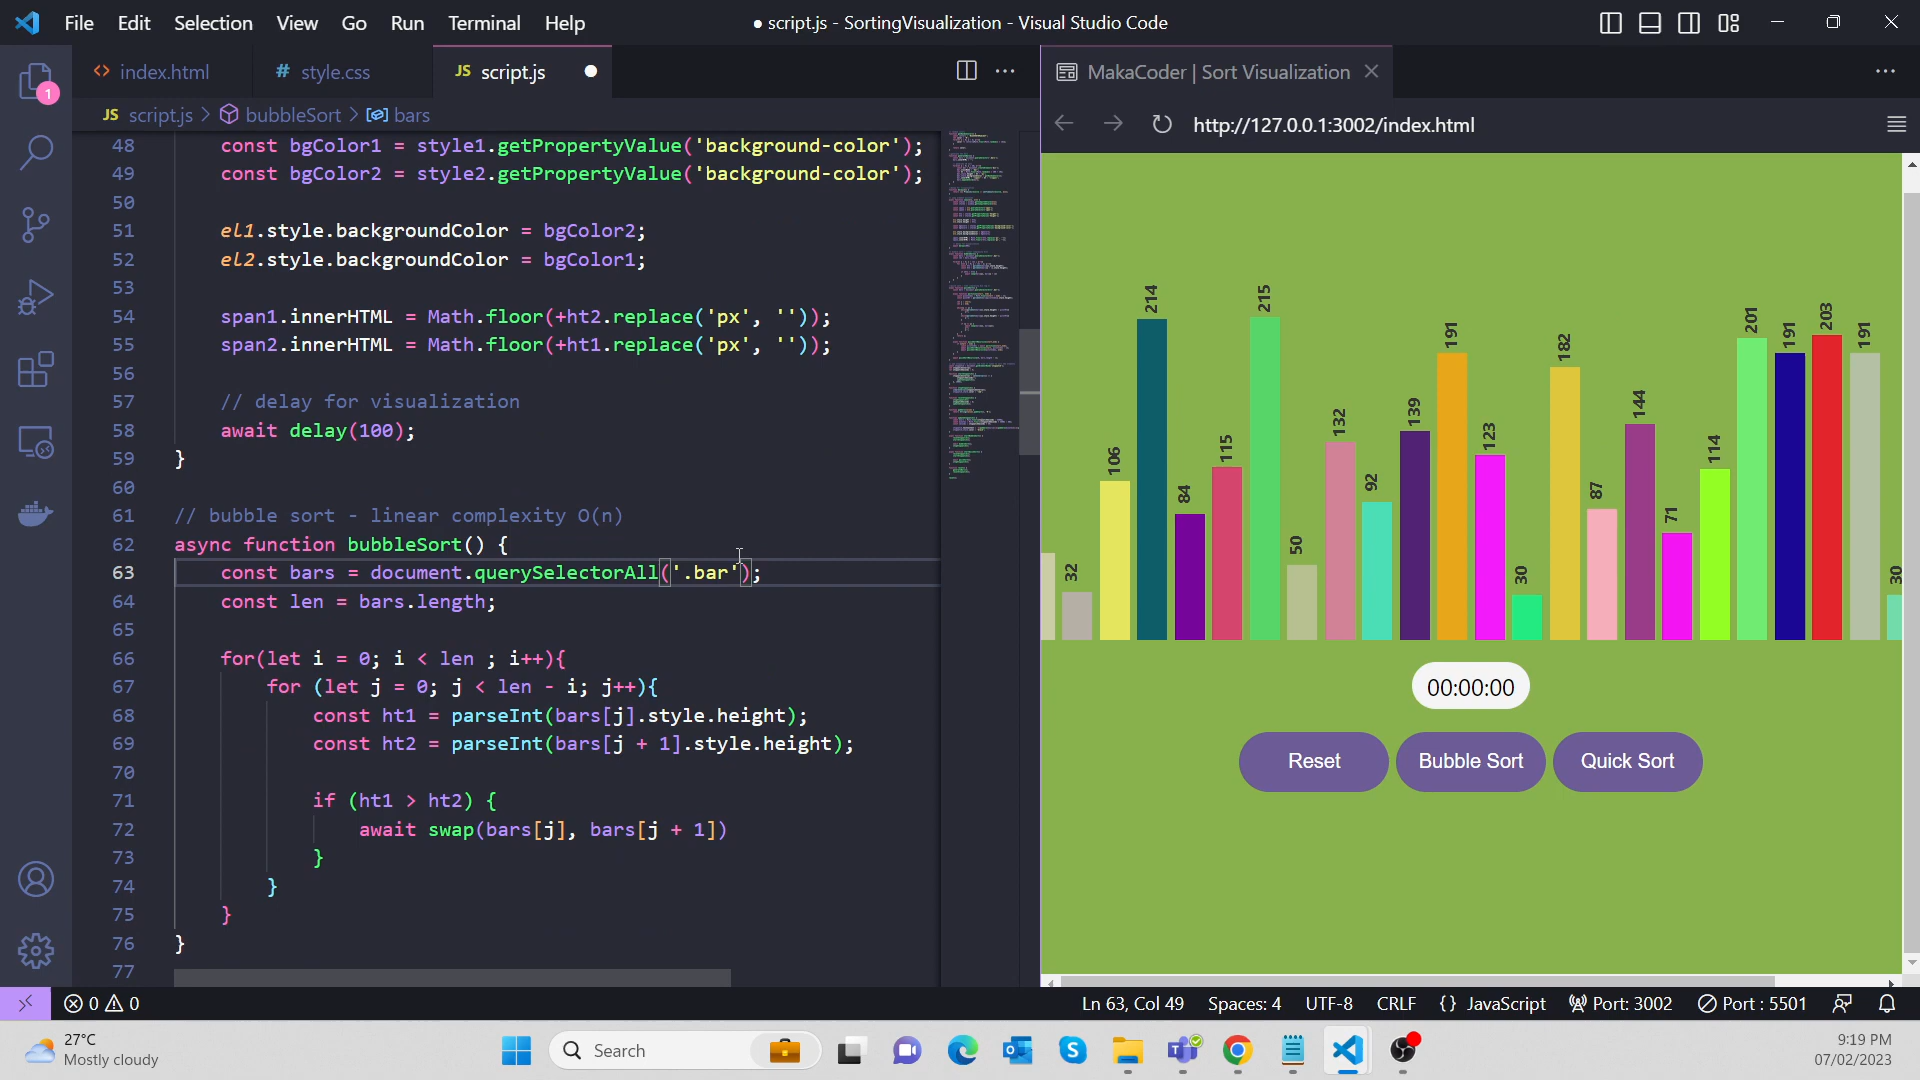 File Edit Selection View Go Run Terminal Help
● script.js - SortingVisualization - Visual Studio Code
index.html
# style.css
JS script.js
JS script.js > bubbleSort > bars
48 const bgColor1 = style1.getPropertyValue('background-color');
49 const bgColor2 = style2.getPropertyValue('background-color');
50
51 el1.style.backgroundColor = bgColor2;
52 el2.style.backgroundColor = bgColor1;
53
54 span1.innerHTML = Math.floor(+ht2.replace('px', ''));
55 span2.innerHTML = Math.floor(+ht1.replace('px', ''));
56
57 // delay for visualization
58 await delay(100);
59 }
60
61 // bubble sort - linear complexity O(n)
62 async function bubbleSort() {
63 const bars = document.querySelectorAll('.bar');
64 const len = bars.length;
65
66 for(let i = 0; i < len ; i++){
67 for (let j = 0; j < len - i; j++){
68 const ht1 = parseInt(bars[j].style.height);
69 const ht2 = parseInt(bars[j + 1].style.height);
70
71 if (ht1 > ht2) {
72 await swap(bars[j], bars[j + 1])
73 }
74 }
75 }
76 }
77
MakaCoder | Sort Visualization
http://127.0.0.1:3002/index.html
32
106
214
84
115
215
50
132
92
139
191
123
30
182
87
144
71
114
201
191
203
191
30
00:00:00
Reset
Bubble Sort
Quick Sort
1
0 0
Ln 63, Col 49
Spaces: 4
UTF-8
CRLF
{} JavaScript
Port: 3002
Port : 5501
27°C
Mostly cloudy
Search
9:19 PM
07/02/2023